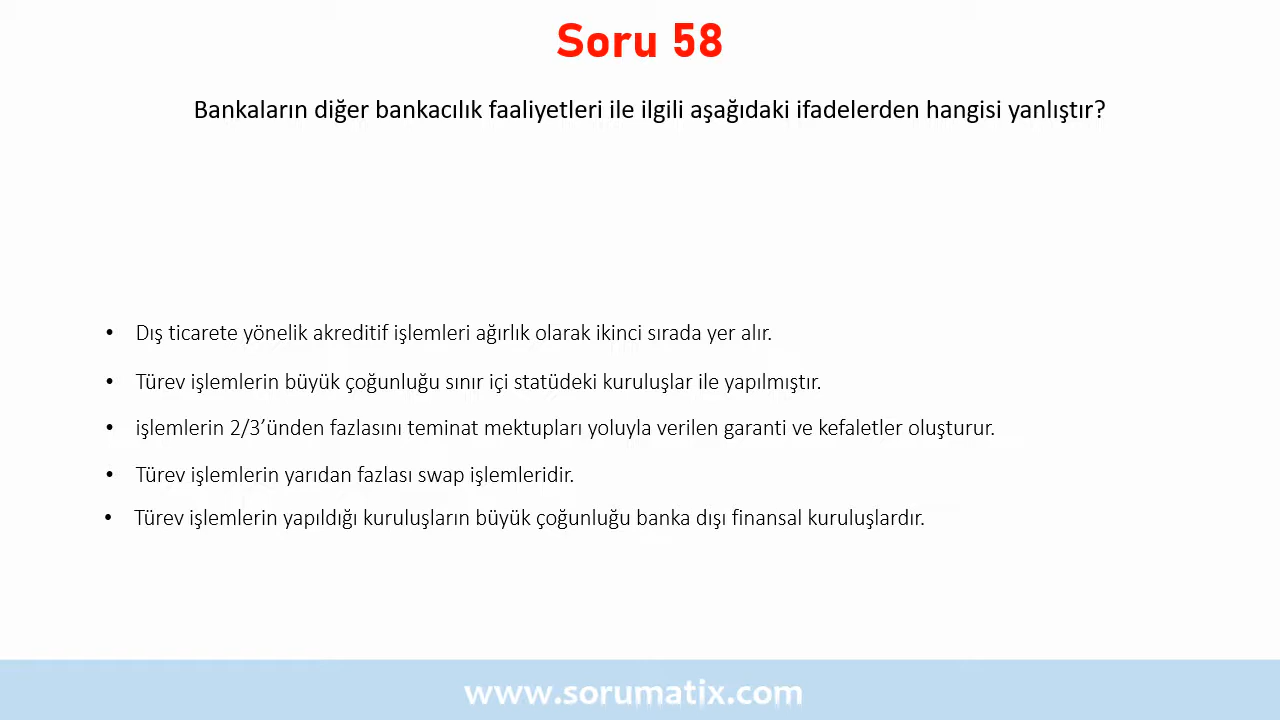 Soru 58
Bankaların diğer bankacılık faaliyetleri ile ilgili aşağıdaki ifadelerden hangisi yanlıştır?
• Dış ticarete yönelik akreditif işlemleri ağırlık olarak ikinci sırada yer alır.
• Türev işlemlerin büyük çoğunluğu sınır içi statüdeki kuruluşlar ile yapılmıştır.
• işlemlerin 2/3’ünden fazlasını teminat mektupları yoluyla verilen garanti ve kefaletler oluşturur.
• Türev işlemlerin yarıdan fazlası swap işlemleridir.
• Türev işlemlerin yapıldığı kuruluşların büyük çoğunluğu banka dışı finansal kuruluşlardır.
www.sorumatix.com